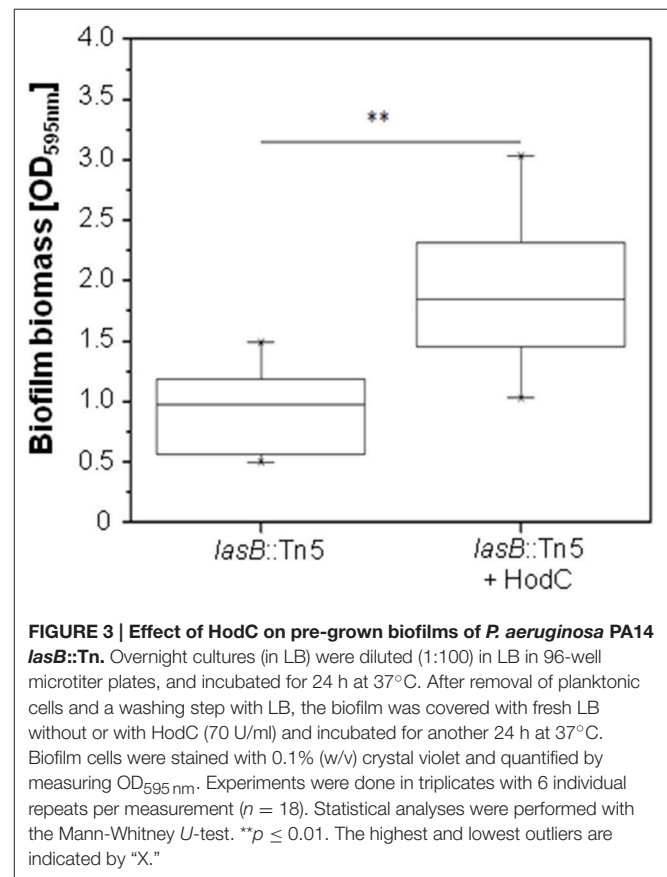 4.0
3.5
3.0
2.5
2.0
1.5
1.0
0.5
0
Biofilm biomass [OD595nm]
**
lasB::Tn5
lasB::Tn5
+ HodC
FIGURE 3 | Effect of HodC on pre-grown biofilms of P. aeruginosa PA14
lasB::Tn. Overnight cultures (in LB) were diluted (1:100) in LB in 96-well
microtiter plates, and incubated for 24 h at 37°C. After removal of planktonic
cells and a washing step with LB, the biofilm was covered with fresh LB
without or with HodC (70 U/ml) and incubated for another 24 h at 37°C.
Biofilm cells were stained with 0.1% (w/v) crystal violet and quantified by
measuring OD595 nm. Experiments were done in triplicates with 6 individual
repeats per measurement (n = 18). Statistical analyses were performed with
the Mann-Whitney U-test. **p ≤ 0.01. The highest and lowest outliers are
indicated by “X.”